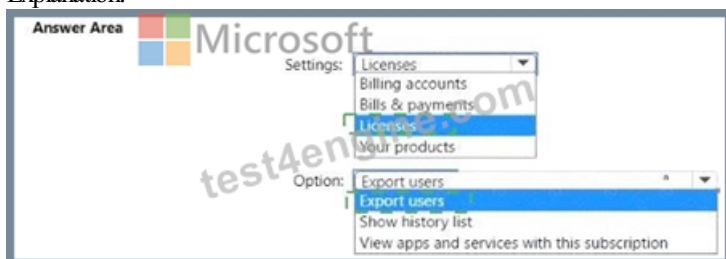 Explanation:
Answer Area
Microsoft
Settings: Licenses
Billing accounts
Bills & payments
Licenses
Your products
test4engine.com
Option: Export users
Export users
Show history list
View apps and services with this subscription